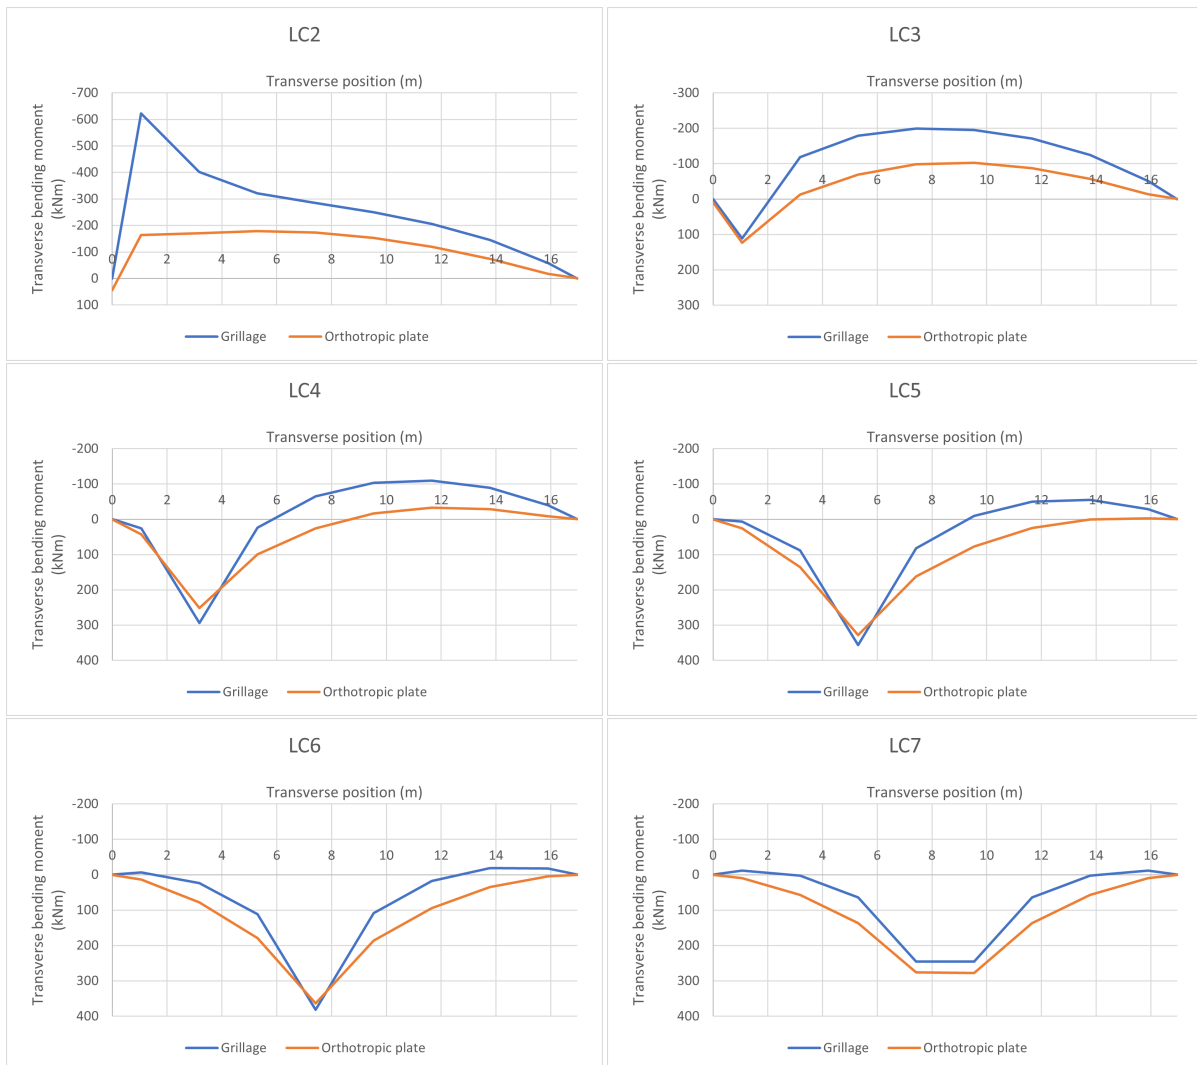 LC2
Transverse position (m)
Transverse bending moment
(kNm)
-700
-600
-500
-400
-300
-200
-100
0
100
0 2 4 6 8 10 12 14 16
Grillage Orthotropic plate
LC3
Transverse position (m)
Transverse bending moment
(kNm)
-300
-200
-100
0
100
200
300
0 2 4 6 8 10 12 14 16
Grillage Orthotropic plate
LC4
Transverse position (m)
Transverse bending moment
(kNm)
-200
-100
0
100
200
300
400
0 2 4 6 8 10 12 14 16
Grillage Orthotropic plate
LC5
Transverse position (m)
Transverse bending moment
(kNm)
-200
-100
0
100
200
300
400
0 2 4 6 8 10 12 14 16
Grillage Orthotropic plate
LC6
Transverse position (m)
Transverse bending moment
(kNm)
-200
-100
0
100
200
300
400
0 2 4 6 8 10 12 14 16
Grillage Orthotropic plate
LC7
Transverse position (m)
Transverse bending moment
(kNm)
-200
-100
0
100
200
300
400
0 2 4 6 8 10 12 14 16
Grillage Orthotropic plate